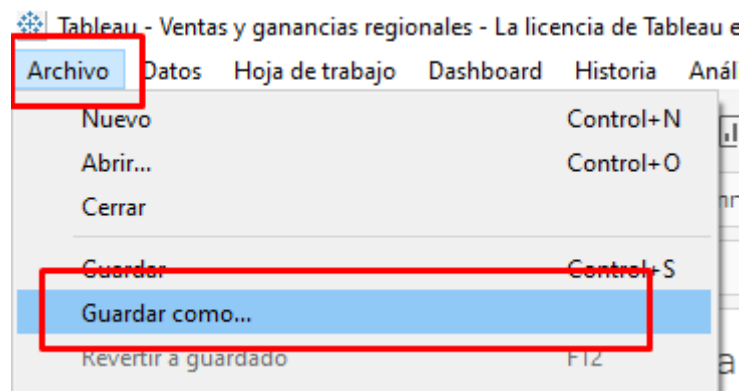 Tableau - Ventas y ganancias regionales - La licencia de Tableau e
Archivo Datos Hoja de trabajo Dashboard Historia Anál
Nuevo Control+N
Abrir... Control+O
Cerrar
Guardar Control+S
Guardar como...
Revertir a guardado F12